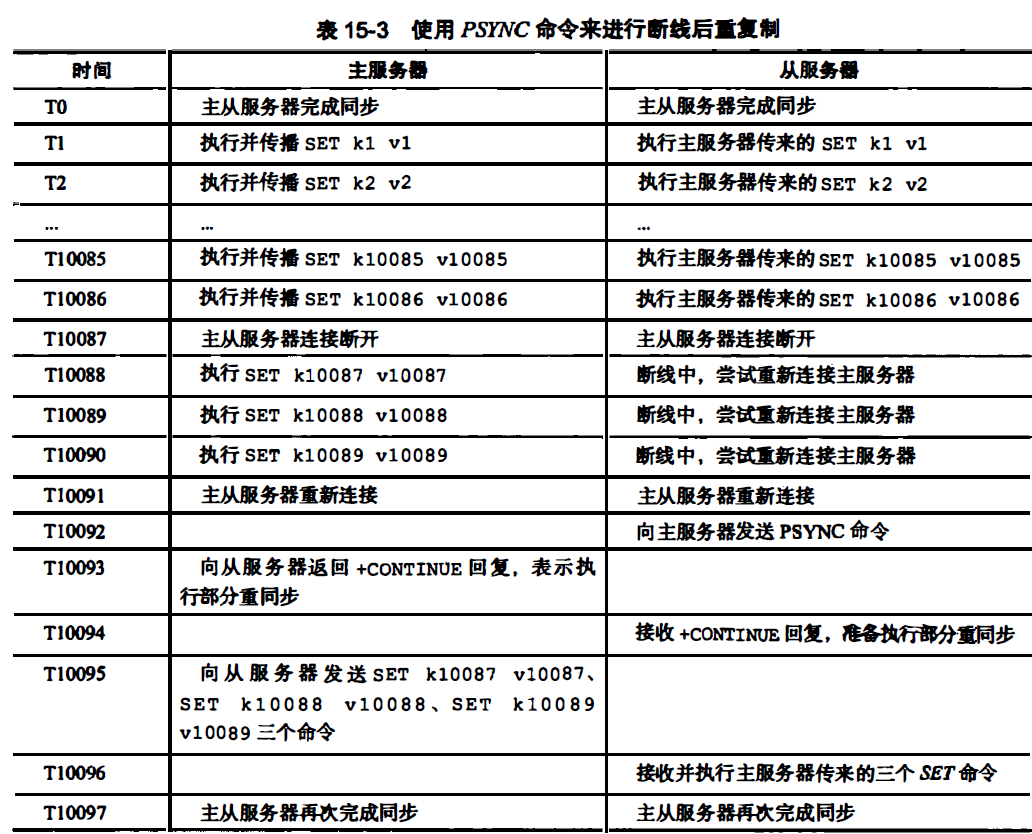 表 15-3 使用 PSYNC 命令来进行断线后重复制
时间 主服务器 从服务器
T0 主从服务器完成同步 主从服务器完成同步
T1 执行并传播 SET k1 v1 执行主服务器传来的 SET k1 v1
T2 执行并传播 SET k2 v2 执行主服务器传来的 SET k2 v2
... ... ...
T10085 执行并传播 SET k10085 v10085 执行主服务器传来的 SET k10085 v10085
T10086 执行并传播 SET k10086 v10086 执行主服务器传来的 SET k10086 v10086
T10087 主从服务器连接断开 主从服务器连接断开
T10088 执行 SET k10087 v10087 断线中，尝试重新连接主服务器
T10089 执行 SET k10088 v10088 断线中，尝试重新连接主服务器
T10090 执行 SET k10089 v10089 断线中，尝试重新连接主服务器
T10091 主从服务器重新连接 主从服务器重新连接
T10092 向主服务器发送 PSYNC 命令
T10093 向从服务器返回 +CONTINUE 回复，表示执
行部分重同步
T10094 接收 +CONTINUE 回复，准备执行部分重同步
T10095 向从服务器发送 SET k10087 v10087、
SET k10088 v10088、SET k10089
v10089 三个命令
T10096 接收并执行主服务器传来的三个 SET 命令
T10097 主从服务器再次完成同步 主从服务器再次完成同步